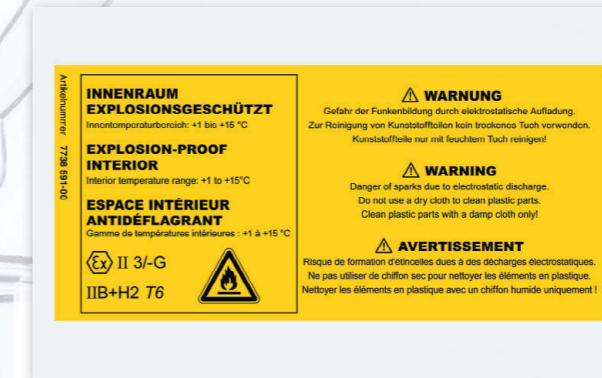 Artikelnummer 7738 591-00
INNENRAUM
EXPLOSIONSGESCHÜTZT
Innentemperaturbereich: +1 bis +15 °C
EXPLOSION-PROOF
INTERIOR
Interior temperature range: +1 to +15°C
ESPACE INTÉRIEUR
ANTIDÉFLAGRANT
Gamme de températures intérieures : +1 à +15 °C
Ex II 3/-G
IIB+H2 T6
WARNUNG
Gefahr der Funkenbildung durch elektrostatische Aufladung.
Zur Reinigung von Kunststoffteilen kein trockenes Tuch verwenden.
Kunststoffteile nur mit feuchtem Tuch reinigen!
WARNING
Danger of sparks due to electrostatic discharge.
Do not use a dry cloth to clean plastic parts.
Clean plastic parts with a damp cloth only!
AVERTISSEMENT
Risque de formation d'étincelles dues à des décharges électrostatiques.
Ne pas utiliser de chiffon sec pour nettoyer les éléments en plastique.
Nettoyer les éléments en plastique avec un chiffon humide uniquement !